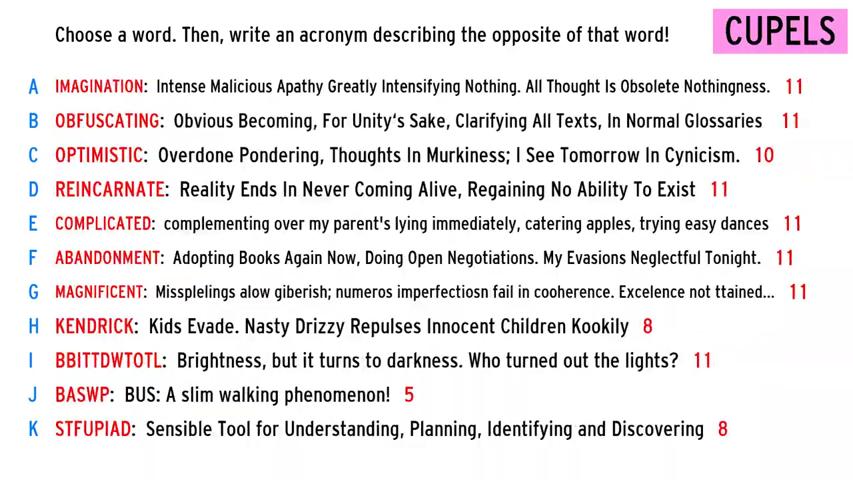 Choose a word. Then, write an acronym describing the opposite of that word!
CUPELS
A IMAGINATION: Intense Malicious Apathy Greatly Intensifying Nothing. All Thought Is Obsolete Nothingness. 11
B OBFUSCATING: Obvious Becoming, For Unity's Sake, Clarifying All Texts, In Normal Glossaries 11
C OPTIMISTIC: Overdone Pondering, Thoughts In Murkiness; I See Tomorrow In Cynicism. 10
D REINCARNATE: Reality Ends In Never Coming Alive, Regaining No Ability To Exist 11
E COMPLICATED: complementing over my parent's lying immediately, catering apples, trying easy dances 11
F ABANDONMENT: Adopting Books Again Now, Doing Open Negotiations. My Evasions Neglectful Tonight. 11
G MAGNIFICENT: Missplelings alow giberish; numeros imperfectiosn fail in cooherence. Excelence not ttained... 11
H KENDRICK: Kids Evade. Nasty Drizzy Repulses Innocent Children Kookily 8
I BBITTDWTOTL: Brightness, but it turns to darkness. Who turned out the lights? 11
J BASWP: BUS: A slim walking phenomenon! 5
K STFUPIAD: Sensible Tool for Understanding, Planning, Identifying and Discovering 8